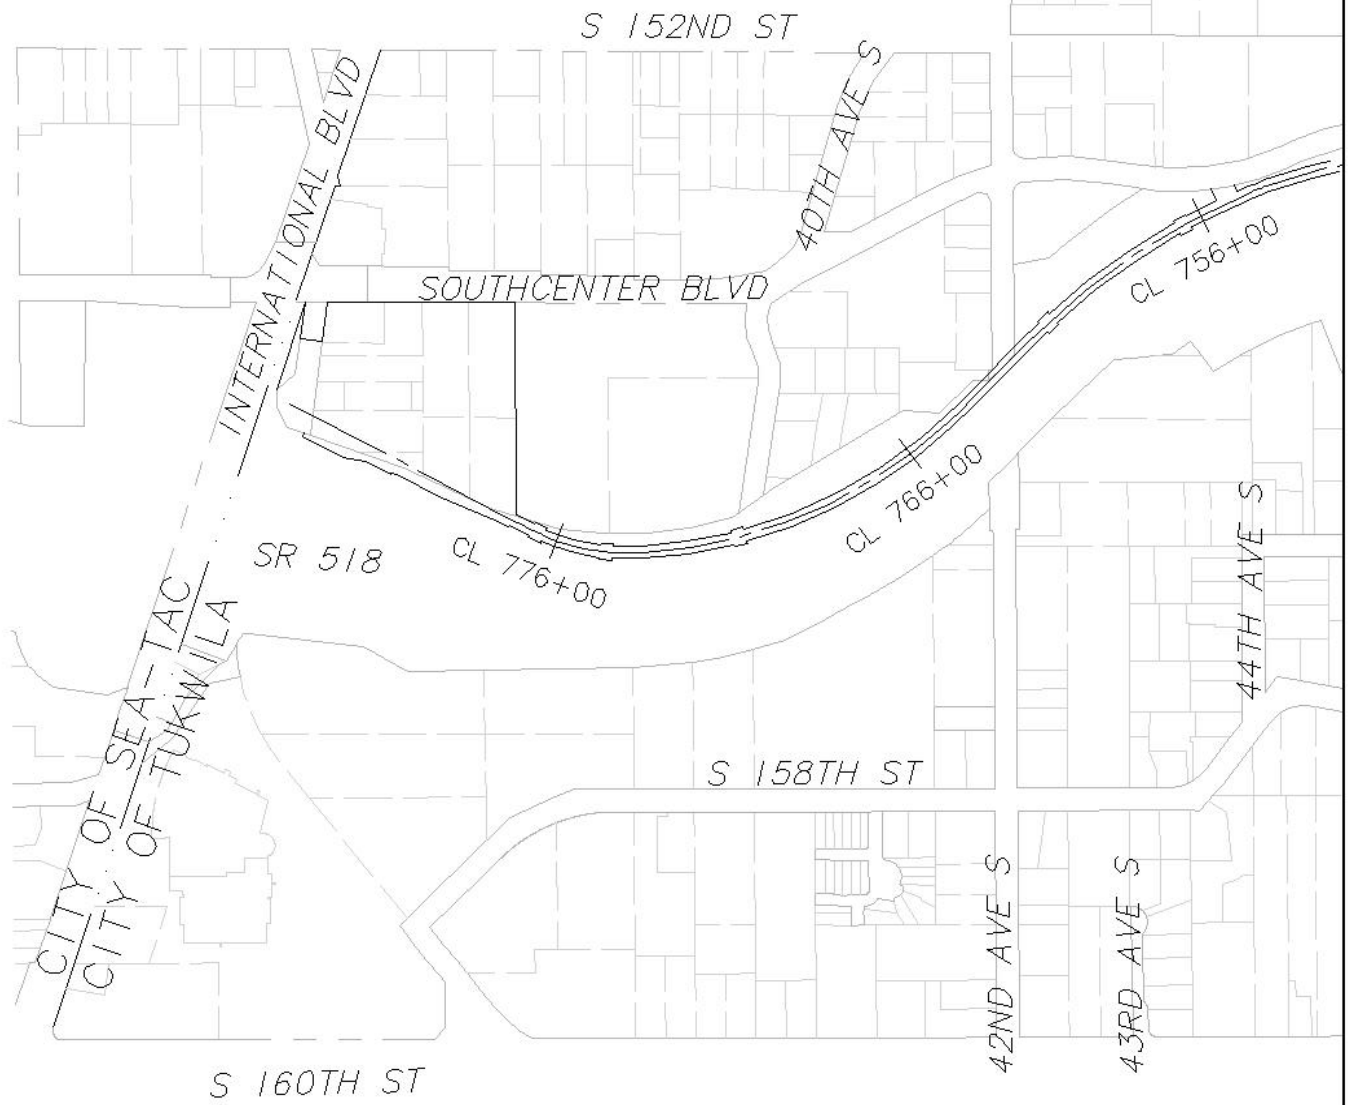 S 152ND ST
40TH AVE S
INTERNATIONAL BLVD
SOUTHCENTER BLVD
CL 756+00
CL 766+00
CL 776+00
SR 518
44TH AVE S
CITY OF SEA-TAC
CITY OF TUKWILA
S 158TH ST
42ND AVE S
43RD AVE S
S 160TH ST